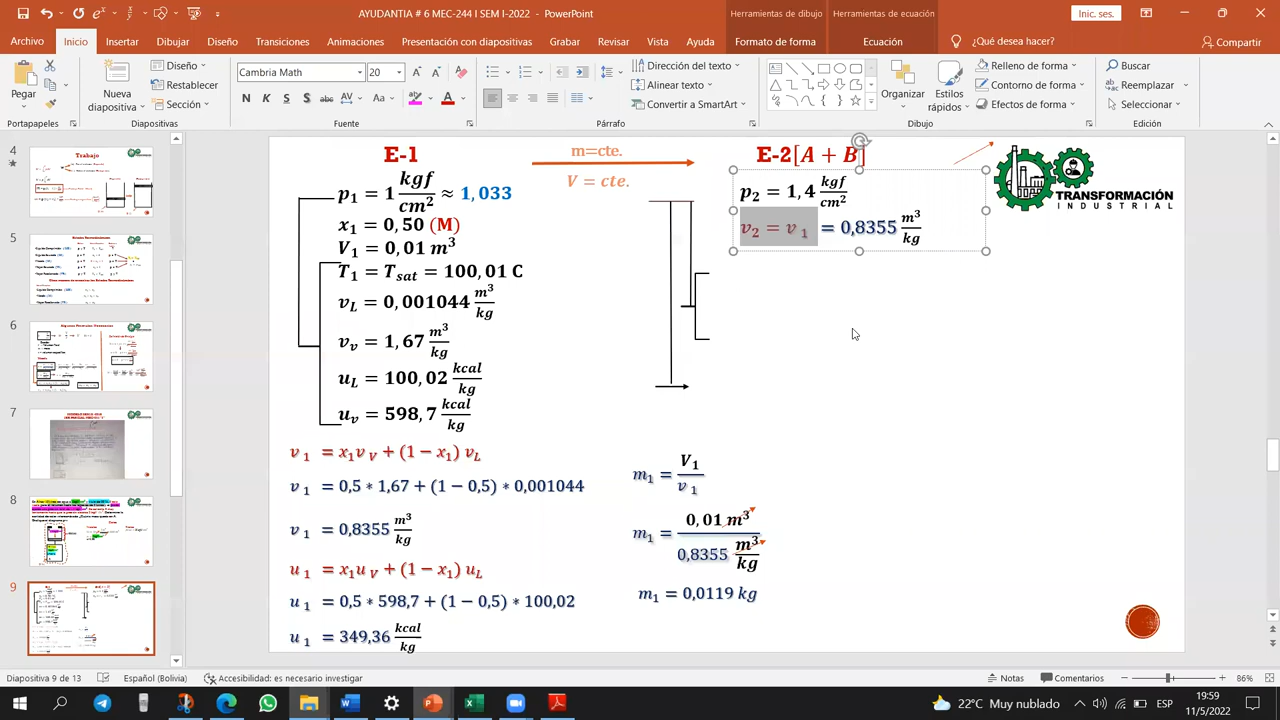 AYUDANTIA # MEC-244 I SEM I-2022 - PowerPoint
Herramientas de dibujo
Herramientas de ecuación
Inic. ses.
Archivo Inicio Insertar Dibujar Diseño Transiciones Animaciones Presentación con diapositivas Grabar Revisar Vista Ayuda Formato de forma Ecuación ¿Qué desea hacer? Compartir
Pegar
Nueva diapositiva
Diseño
Restablecer
Sección
Cambria Math 20
N K S S abc AV Aa A
Dirección del texto
Alinear texto
Convertir a SmartArt
Organizar
Estilos rápidos
Relleno de forma
Contorno de forma
Efectos de forma
Buscar
Reemplazar
Seleccionar
Portapapeles Diapositivas Fuente Párrafo Dibujo Edición
4
Trabajo
5
6
7
8
9
E-1
m=cte.
V = cte.
E-2[A + B]
TRANSFORMACIÓN
INDUSTRIAL
p₁ = 1 kgf/cm² ≈ 1,033
x₁ = 0,50 (M)
V₁ = 0,01 m³
T₁ = Tsat = 100,01 C
v_L = 0,001044 m³/kg
v_v = 1,67 m³/kg
u_L = 100,02 kcal/kg
u_v = 598,7 kcal/kg
p₂ = 1,4 kgf/cm²
v₂ = v₁ = 0,8355 m³/kg
v₁ = x₁v_V + (1 − x₁) v_L
v₁ = 0,5 * 1,67 + (1 − 0,5) * 0,001044
v₁ = 0,8355 m³/kg
u₁ = x₁u_V + (1 − x₁) u_L
u₁ = 0,5 * 598,7 + (1 − 0,5) * 100,02
u₁ = 349,36 kcal/kg
m₁ = V₁/v₁
m₁ = 0,01 m³ / 0,8355 m³/kg
m₁ = 0,0119 kg
Diapositiva 9 de 13 Español (Bolivia) Accesibilidad: es necesario investigar Notas Comentarios 86%
22°C Muy nublado ESP 19:59
11/5/2022